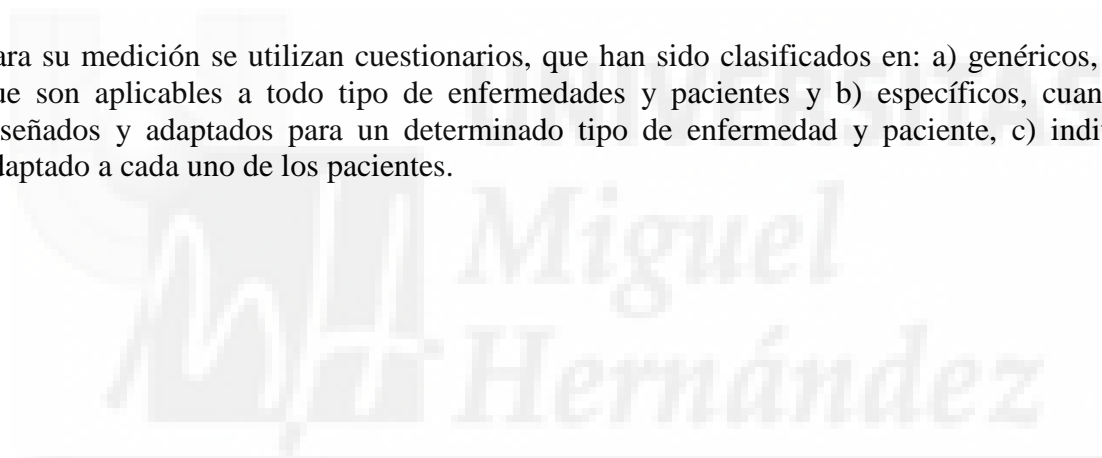 ara su medición se utilizan cuestionarios, que han sido clasificados en: a) genéricos,
ue son aplicables a todo tipo de enfermedades y pacientes y b) específicos, cuan
señados y adaptados para un determinado tipo de enfermedad y paciente, c) indi
daptado a cada uno de los pacientes.
Miguel
Hernández